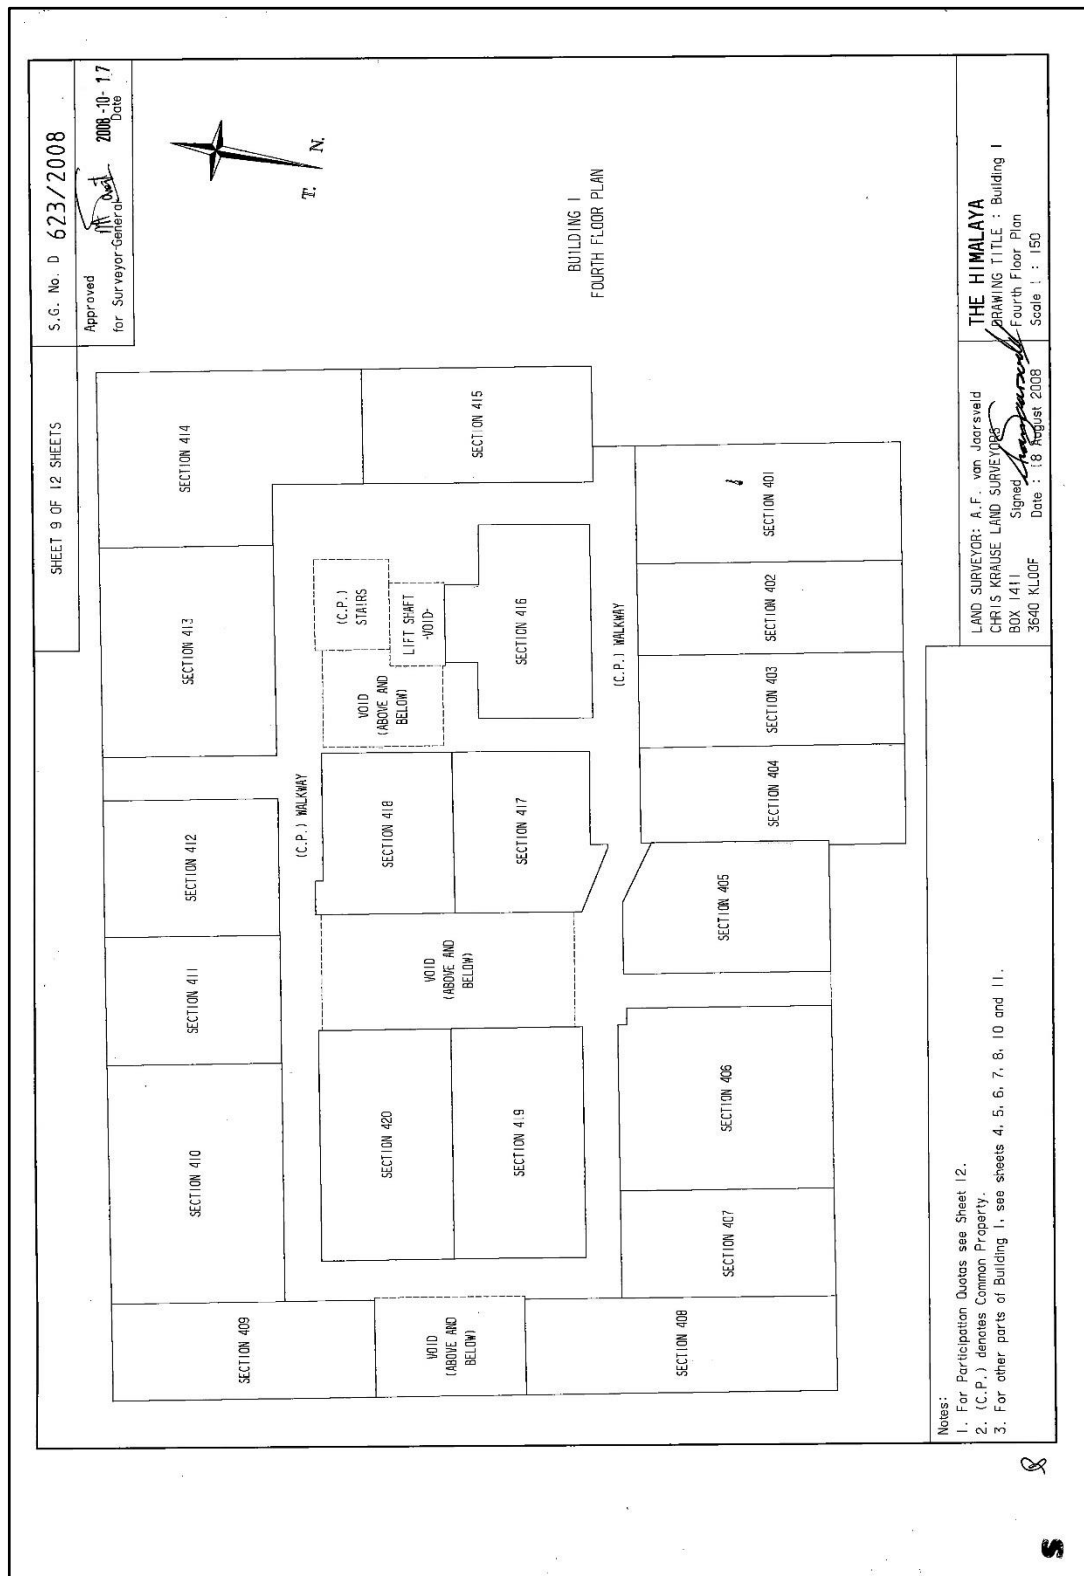 SHEET 9 OF 12 SHEETS
S.G. No. D 623/2008
Approved
for Surveyor-General
2008-10-17
Date
T. N.
BUILDING 1
FOURTH FLOOR PLAN
SECTION 409
SECTION 410
SECTION 411
SECTION 412
SECTION 413
SECTION 414
(C.P.) WALKWAY
SECTION 420
SECTION 418
VOID
(ABOVE AND
BELOW)
(C.P.)
STAIRS
LIFT SHAFT
-VOID-
VOID
(ABOVE AND
BELOW)
VOID
(ABOVE AND
BELOW)
SECTION 419
SECTION 417
SECTION 416
SECTION 415
(C.P.) WALKWAY
SECTION 408
SECTION 407
SECTION 406
SECTION 405
SECTION 404
SECTION 403
SECTION 402
SECTION 401
Notes:
1. For Participation Quotas see Sheet 12.
2. (C.P.) denotes Common Property.
3. For other parts of Building 1, see sheets 4, 5, 6, 7, 8, 10 and 11.
LAND SURVEYOR: A.F. van Jaarsveld
CHRIS KRAUSE LAND SURVEYORS
BOX 1411
3640 KLOOF
Signed
Date : 18 August 2008
THE HIMALAYA
DRAWING TITLE : Building 1
Fourth Floor Plan
Scale 1 : 150
S